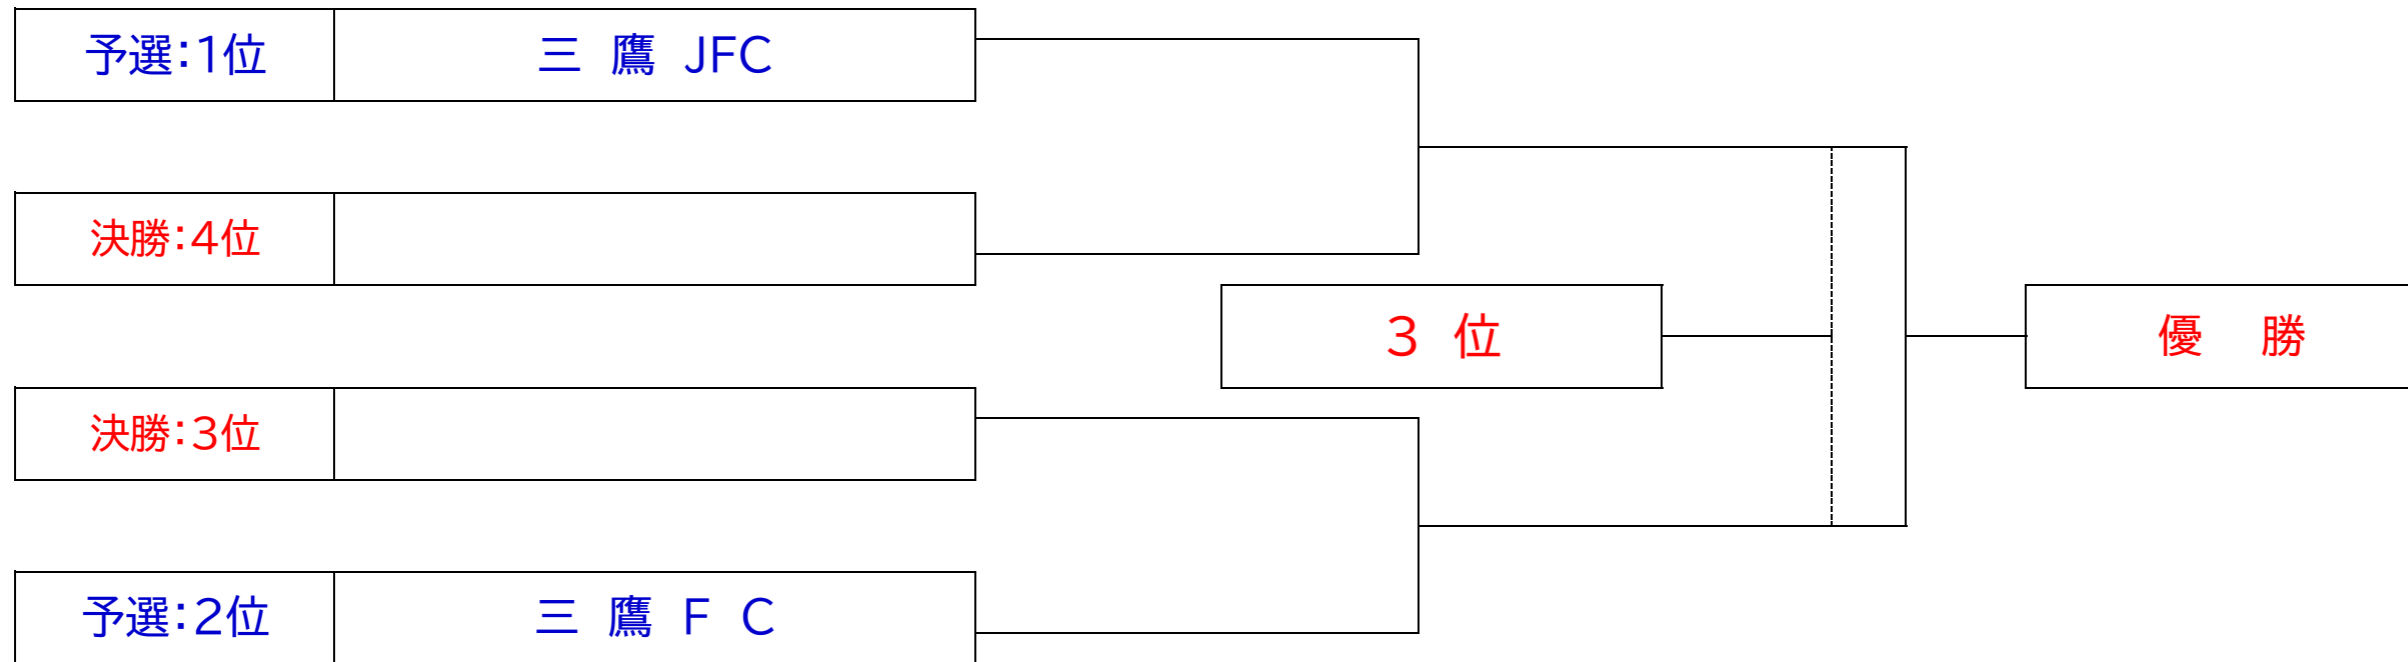 予選：1位 三 鷹 JFC
決勝：4位
3 位 優 勝
決勝：3位
予選：2位 三 鷹 F C